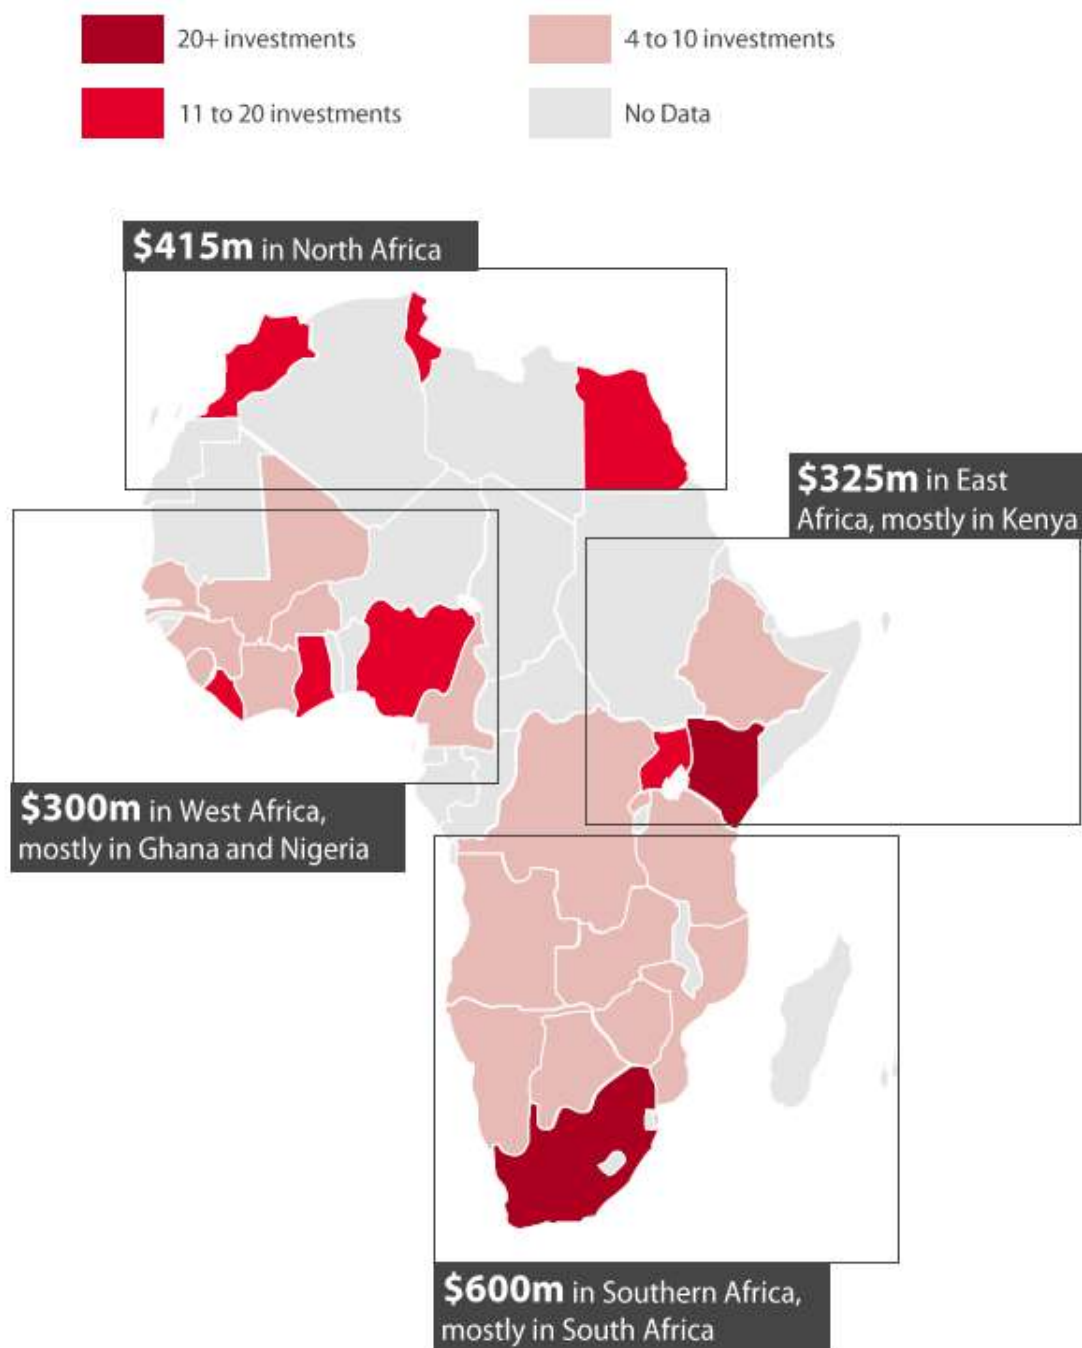 20+ investments
4 to 10 investments
11 to 20 investments
No Data
$415m in North Africa
$325m in East
Africa, mostly in Kenya
$300m in West Africa,
mostly in Ghana and Nigeria
$600m in Southern Africa,
mostly in South Africa